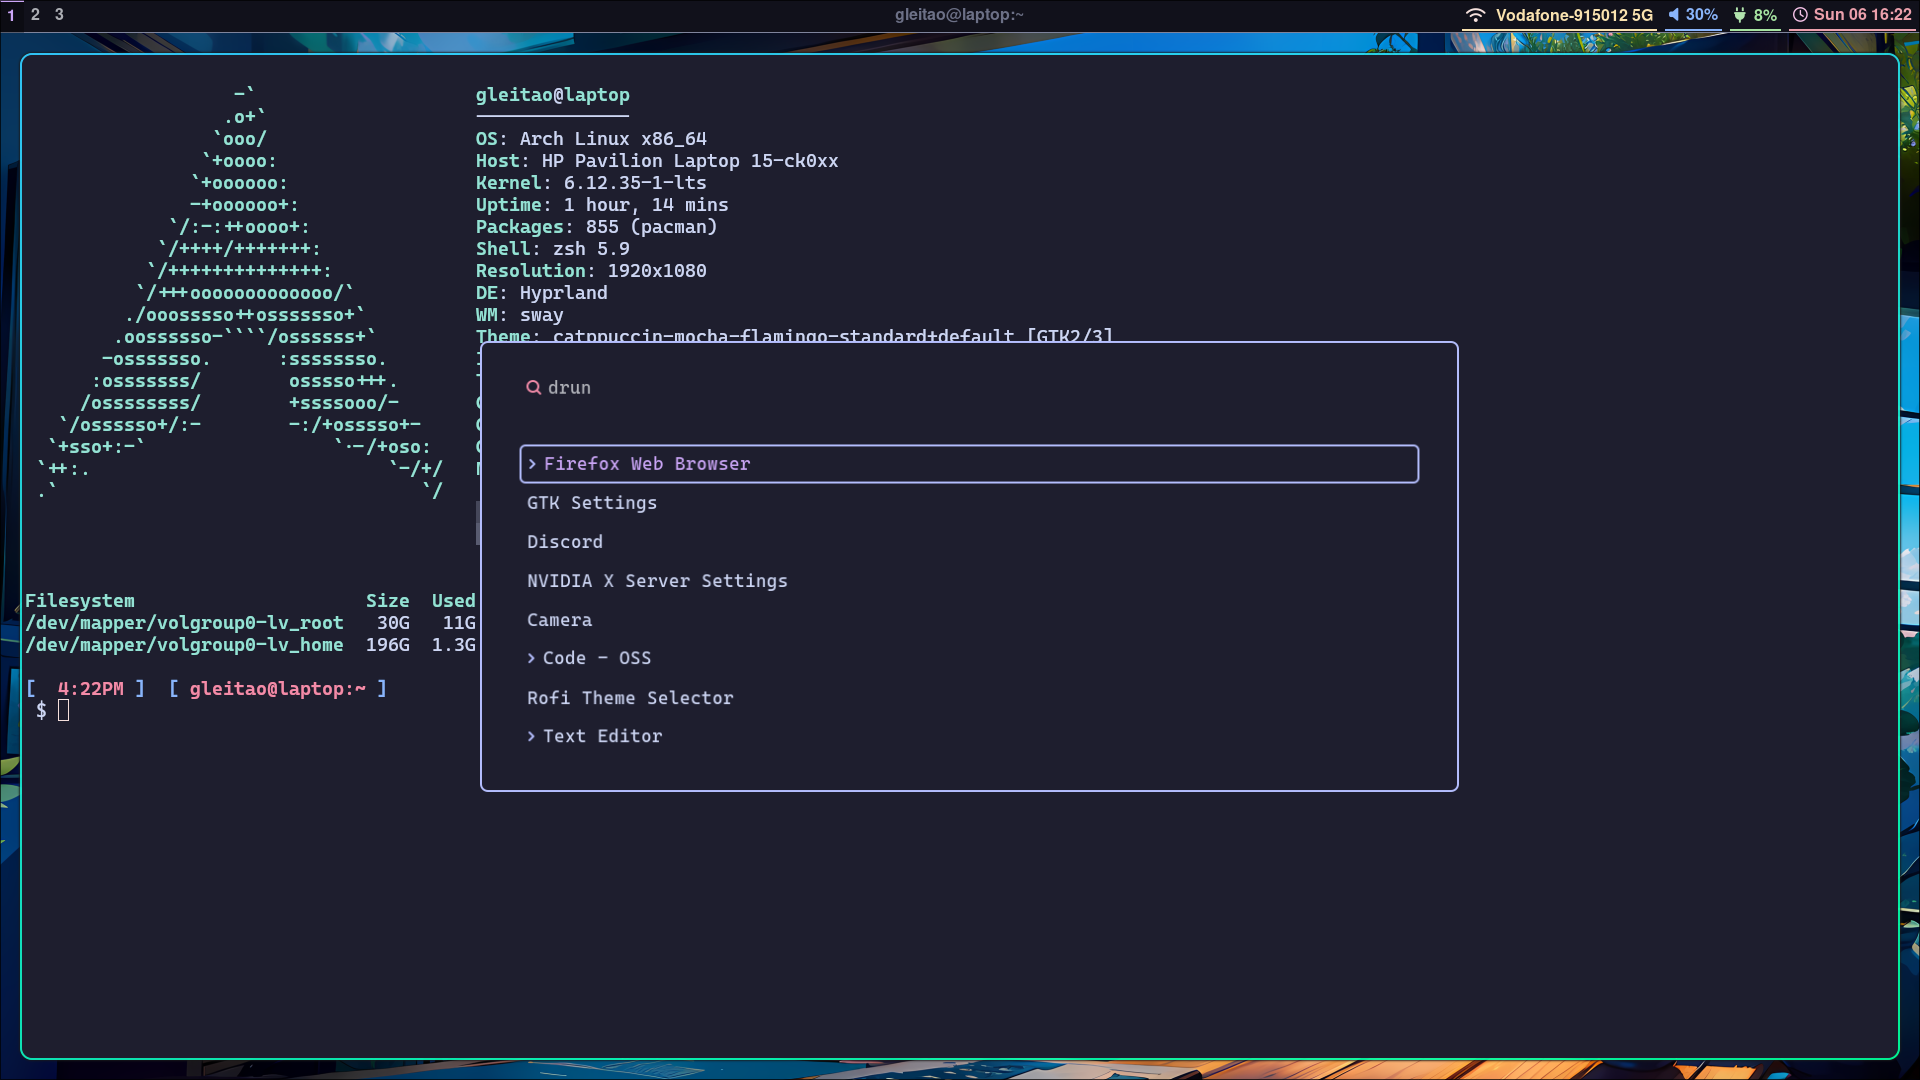 1 2 3
gleitao@laptop:~
Vodafone-915012 5G 30% 8% Sun 06 16:22
-`
.o+`
`ooo/
`+oooo:
`+oooooo:
-+oooooo+:
`/:-:++oooo+:
`/++++/+++++++:
`/++++++++++++++:
`/+++ooooooooooooo/`
./ooosssso++osssssso+`
.oossssso-````/ossssss+`
-osssssso. :ssssssso.
:osssssss/ osssso+++.
/ossssssss/ +ssssooo/-
`/ossssso+/:- -:/+osssso+-
`+sso+:-` `.-/+oso:
`++:. `-/+/
.` `/
gleitao@laptop
OS: Arch Linux x86_64
Host: HP Pavilion Laptop 15-ck0xx
Kernel: 6.12.35-1-lts
Uptime: 1 hour, 14 mins
Packages: 855 (pacman)
Shell: zsh 5.9
Resolution: 1920x1080
DE: Hyprland
WM: sway
Theme: catppuccin-mocha-flamingo-standard+default [GTK2/3]
drun
> Firefox Web Browser
GTK Settings
Discord
NVIDIA X Server Settings
Camera
> Code - OSS
Rofi Theme Selector
> Text Editor
Filesystem Size Used
/dev/mapper/volgroup0-lv_root 30G 11G
/dev/mapper/volgroup0-lv_home 196G 1.3G
[ 4:22PM ] [ gleitao@laptop:~ ]
$